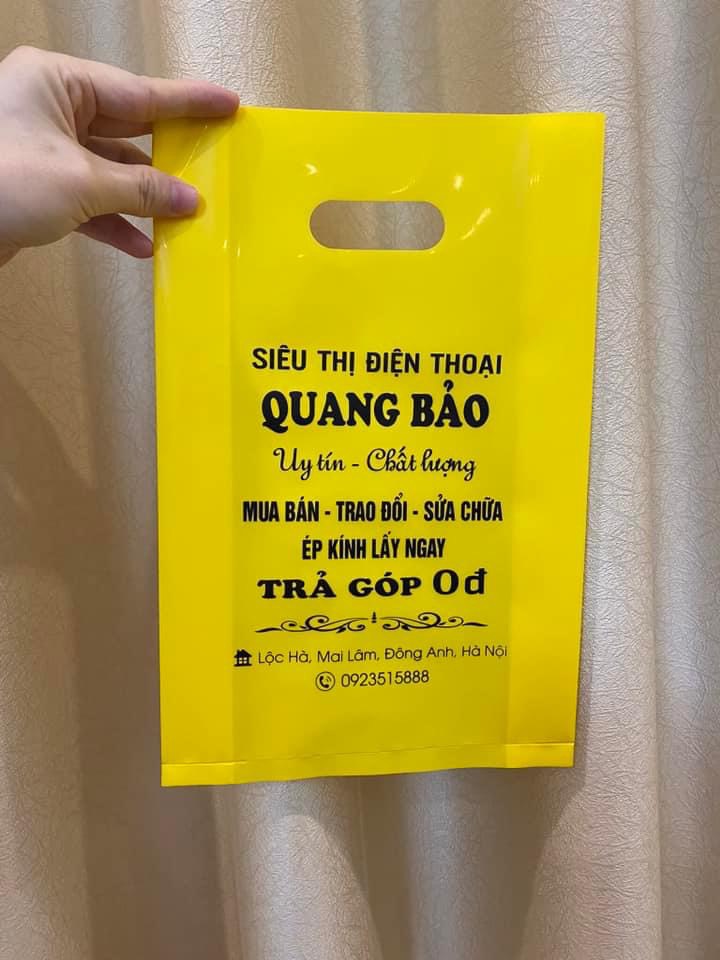 SIÊU THỊ ĐIỆN THOẠI
QUANG BẢO
Uy tín - Chất lượng
MUA BÁN - TRAO ĐỔI - SỬA CHỮA
ÉP KÍNH LẤY NGAY
TRẢ GÓP 0đ
Lộc Hà, Mai Lâm, Đông Anh, Hà Nội
0923515888